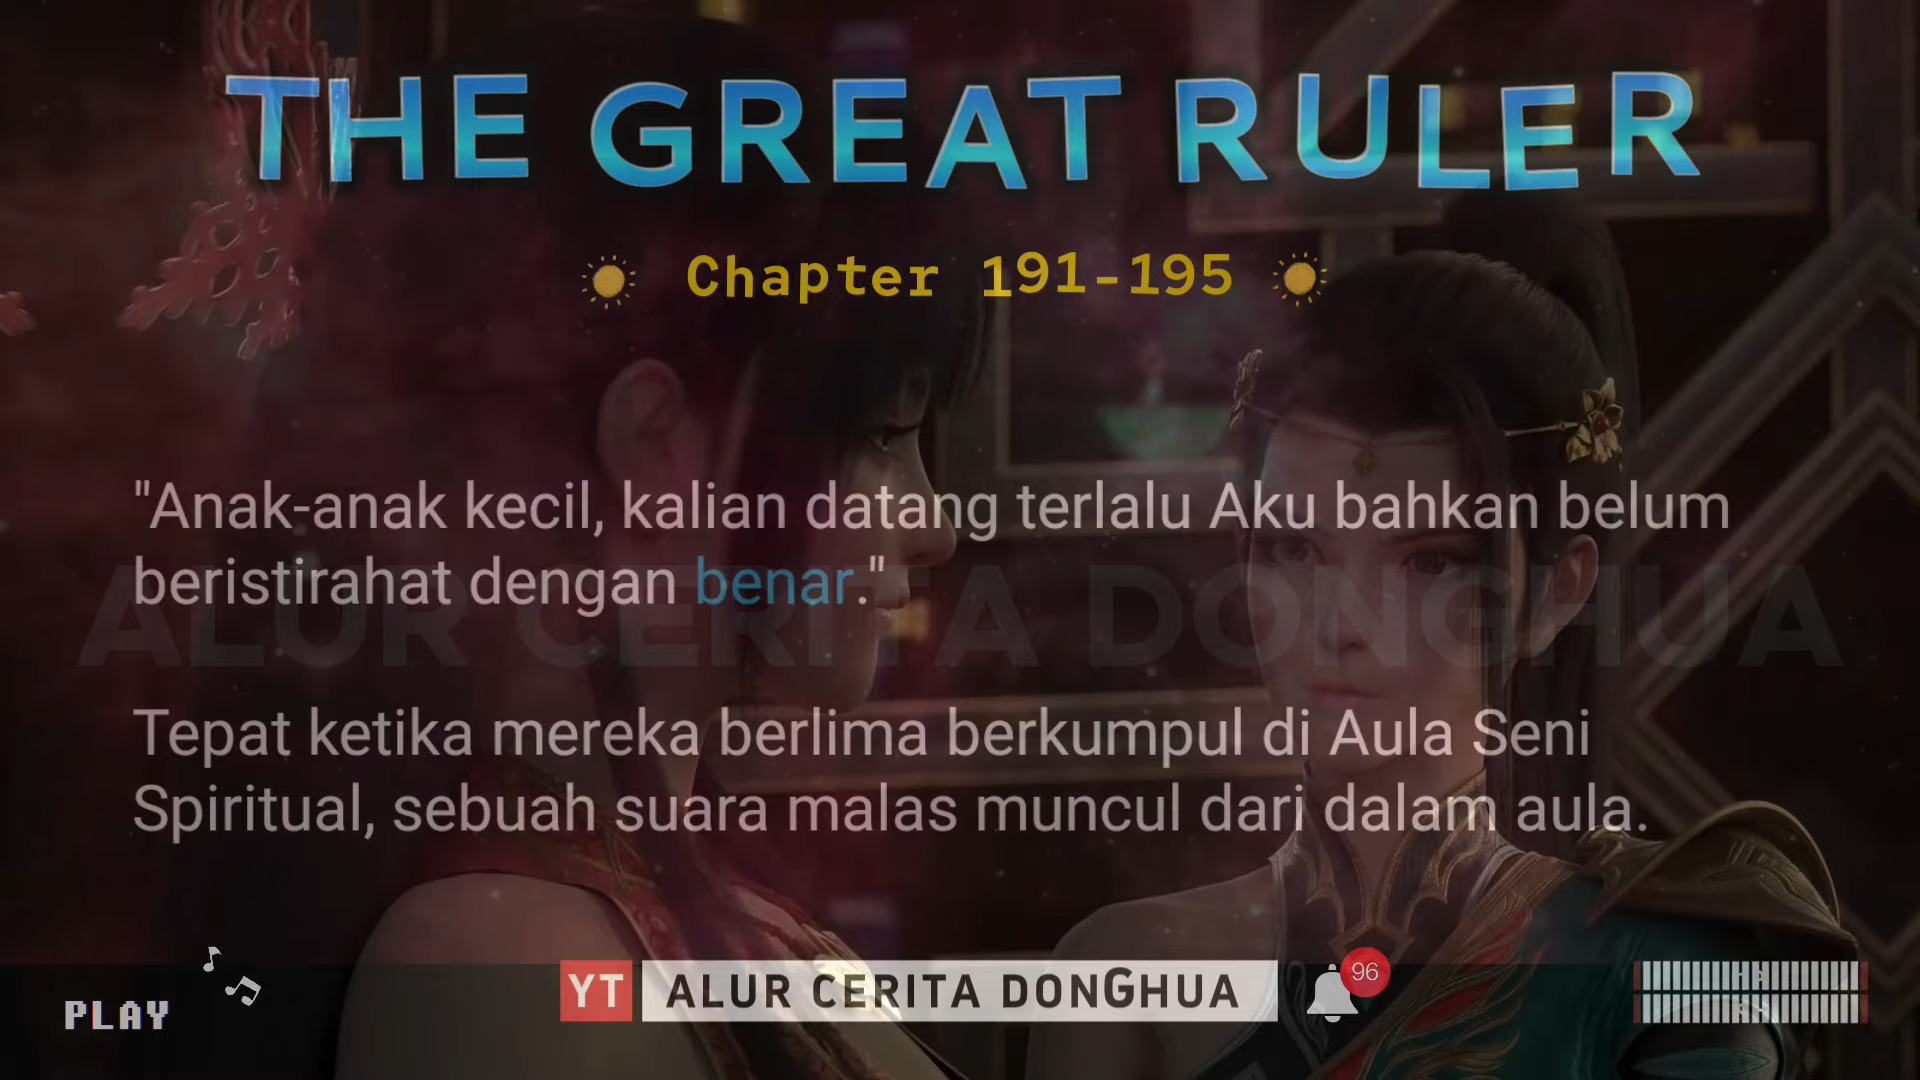 THE GREAT RULER
Chapter 191-195
"Anak-anak kecil, kalian datang terlalu Aku bahkan belum
beristirahat dengan benar."
ALUR CERITA DONGHUA
Tepat ketika mereka berlima berkumpul di Aula Seni
Spiritual, sebuah suara malas muncul dari dalam aula.
PLAY
YT ALUR CERITA DONGHUA
96